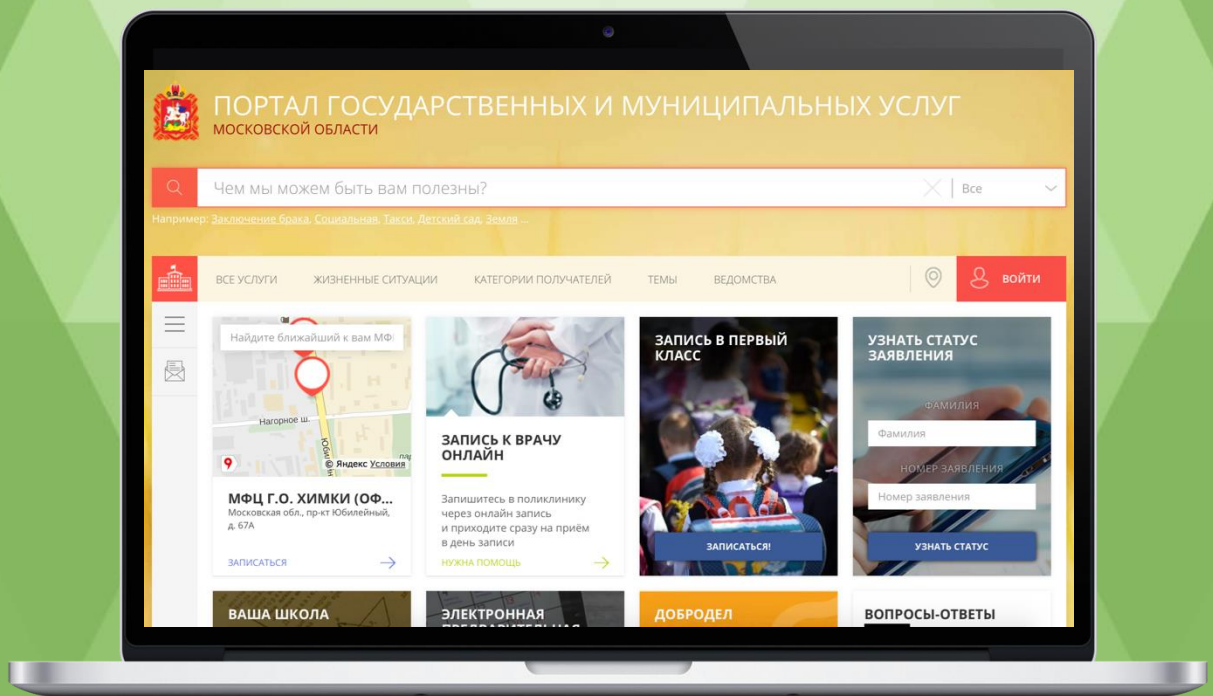 ПОРТАЛ ГОСУДАРСТВЕННЫХ И МУНИЦИПАЛЬНЫХ УСЛУГ
МОСКОВСКОЙ ОБЛАСТИ
Чем мы можем быть вам полезны?
Все
Например: Заключение брака, Социальная, Такси, Детский сад, Земля ...
ВСЕ УСЛУГИ ЖИЗНЕННЫЕ СИТУАЦИИ КАТЕГОРИИ ПОЛУЧАТЕЛЕЙ ТЕМЫ ВЕДОМСТВА ВОЙТИ
Найдите ближайший к вам МФ
Нагорное ш.
© Яндекс Условия
МФЦ Г.О. ХИМКИ (ОФ...
Московская обл., пр-кт Юбилейный,
д. 67А
ЗАПИСАТЬСЯ
ЗАПИСЬ К ВРАЧУ
ОНЛАЙН
Запишитесь в поликлинику
через онлайн запись
и приходите сразу на приём
в день записи
НУЖНА ПОМОЩЬ
ЗАПИСЬ В ПЕРВЫЙ
КЛАСС
ЗАПИСАТЬСЯ!
УЗНАТЬ СТАТУС
ЗАЯВЛЕНИЯ
ФАМИЛИЯ
Фамилия
НОМЕР ЗАЯВЛЕНИЯ
Номер заявления
УЗНАТЬ СТАТУС
ВАША ШКОЛА
ЭЛЕКТРОННАЯ
ДОБРОДЕЛ
ВОПРОСЫ-ОТВЕТЫ